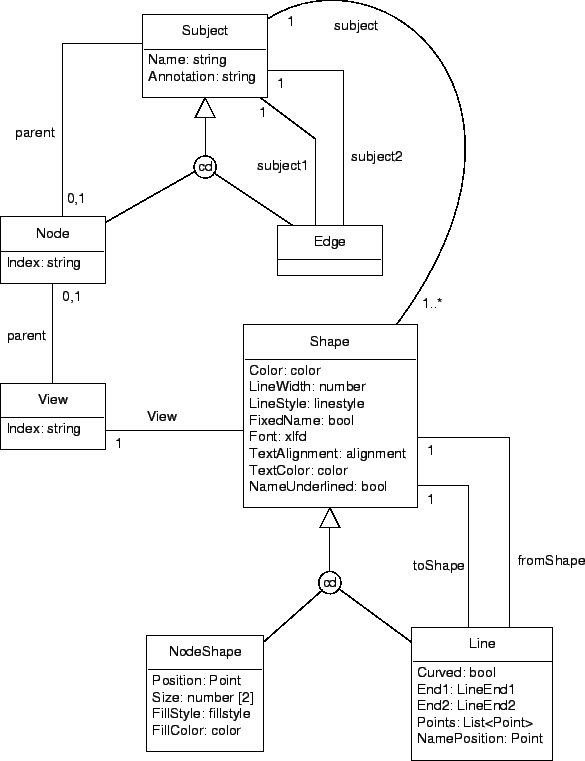 Subject
Name: string
Annotation: string
1
subject
1
1
parent
cd
subject1
subject2
0,1
Node
Index: string
Edge
0,1
1..*
parent
Shape
Color: color
LineWidth: number
LineStyle: linestyle
FixedName: bool
Font: xlfd
TextAlignment: alignment
TextColor: color
NameUnderlined: bool
View
Index: string
View
1
1
1
toShape
fromShape
cd
NodeShape
Position: Point
Size: number [2]
FillStyle: fillstyle
FillColor: color
Line
Curved: bool
End1: LineEnd1
End2: LineEnd2
Points: List<Point>
NamePosition: Point